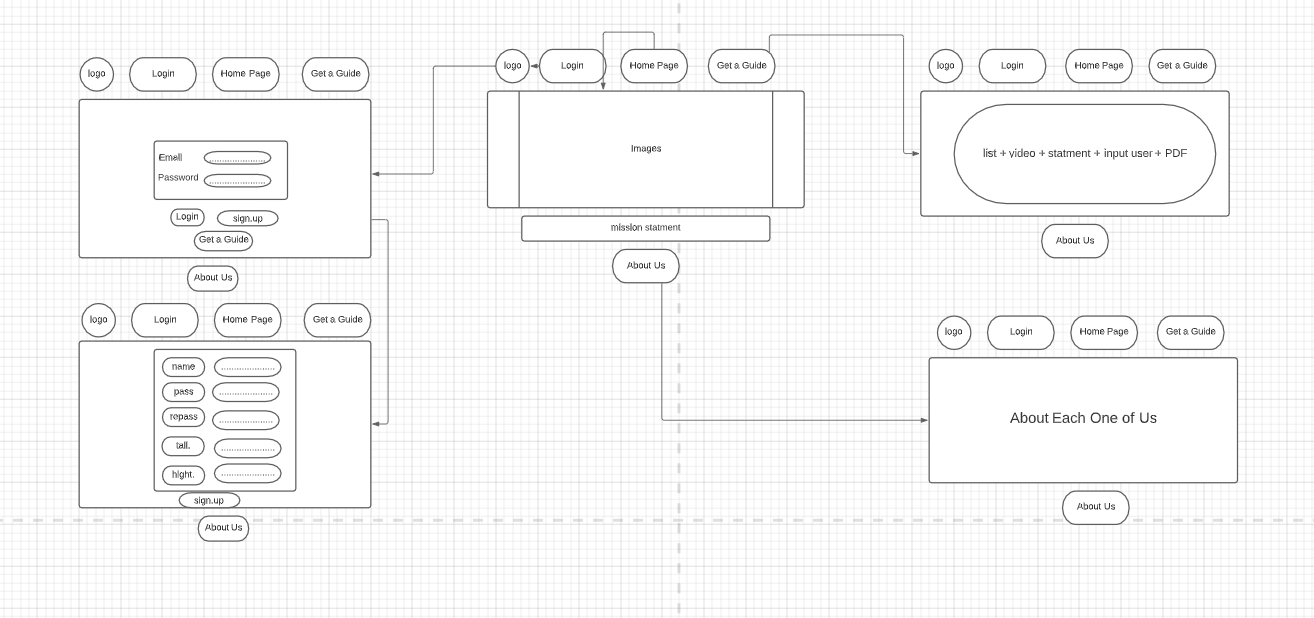 logo
Login
Home Page
Get a Guide
Email
Password
Login
sign.up
Get a Guide
About Us
logo
Login
Home Page
Get a Guide
name
pass
repass
tall.
hight.
sign.up
About Us
logo
Login
Home Page
Get a Guide
Images
mission statment
About Us
logo
Login
Home Page
Get a Guide
list + video + statment + input user + PDF
About Us
logo
Login
Home Page
Get a Guide
About Each One of Us
About Us